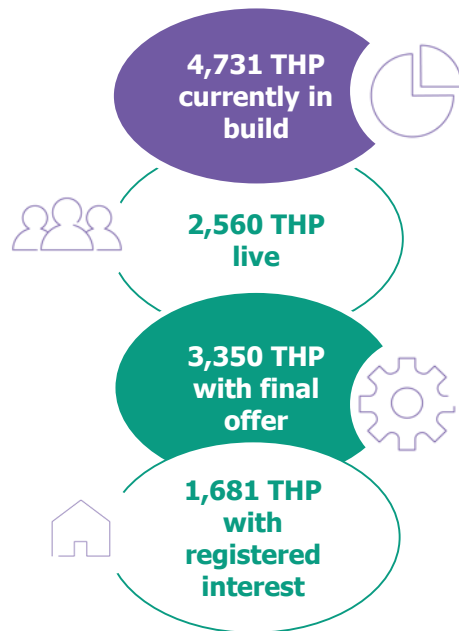 4,731 THP
currently in
build
2,560 THP
live
3,350 THP
with final
offer
1,681 THP
with
registered
interest